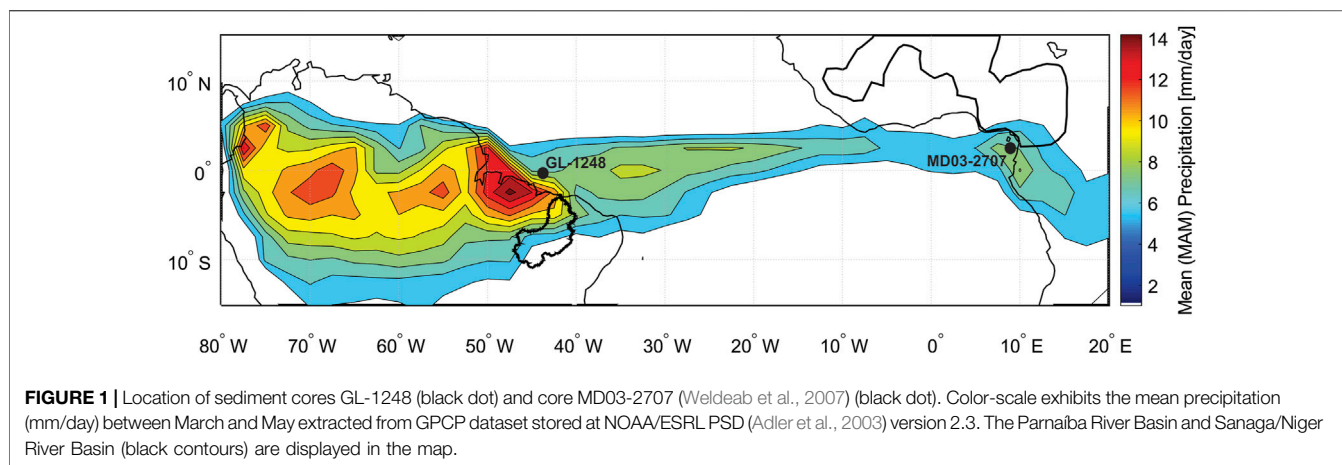 10° N
0°
10° S
80° W
70° W
60° W
50° W
40° W
30° W
20° W
10° W
0°
10° E
20° E
GL-1248
MD03-2707
14
12
10
8
6
4
2
Mean (MAM) Precipitation [mm/day]
FIGURE 1 | Location of sediment cores GL-1248 (black dot) and core MD03-2707 (Weldeab et al., 2007) (black dot). Color-scale exhibits the mean precipitation
(mm/day) between March and May extracted from GPCP dataset stored at NOAA/ESRL PSD (Adler et al., 2003) version 2.3. The Parnaíba River Basin and Sanaga/Niger
River Basin (black contours) are displayed in the map.